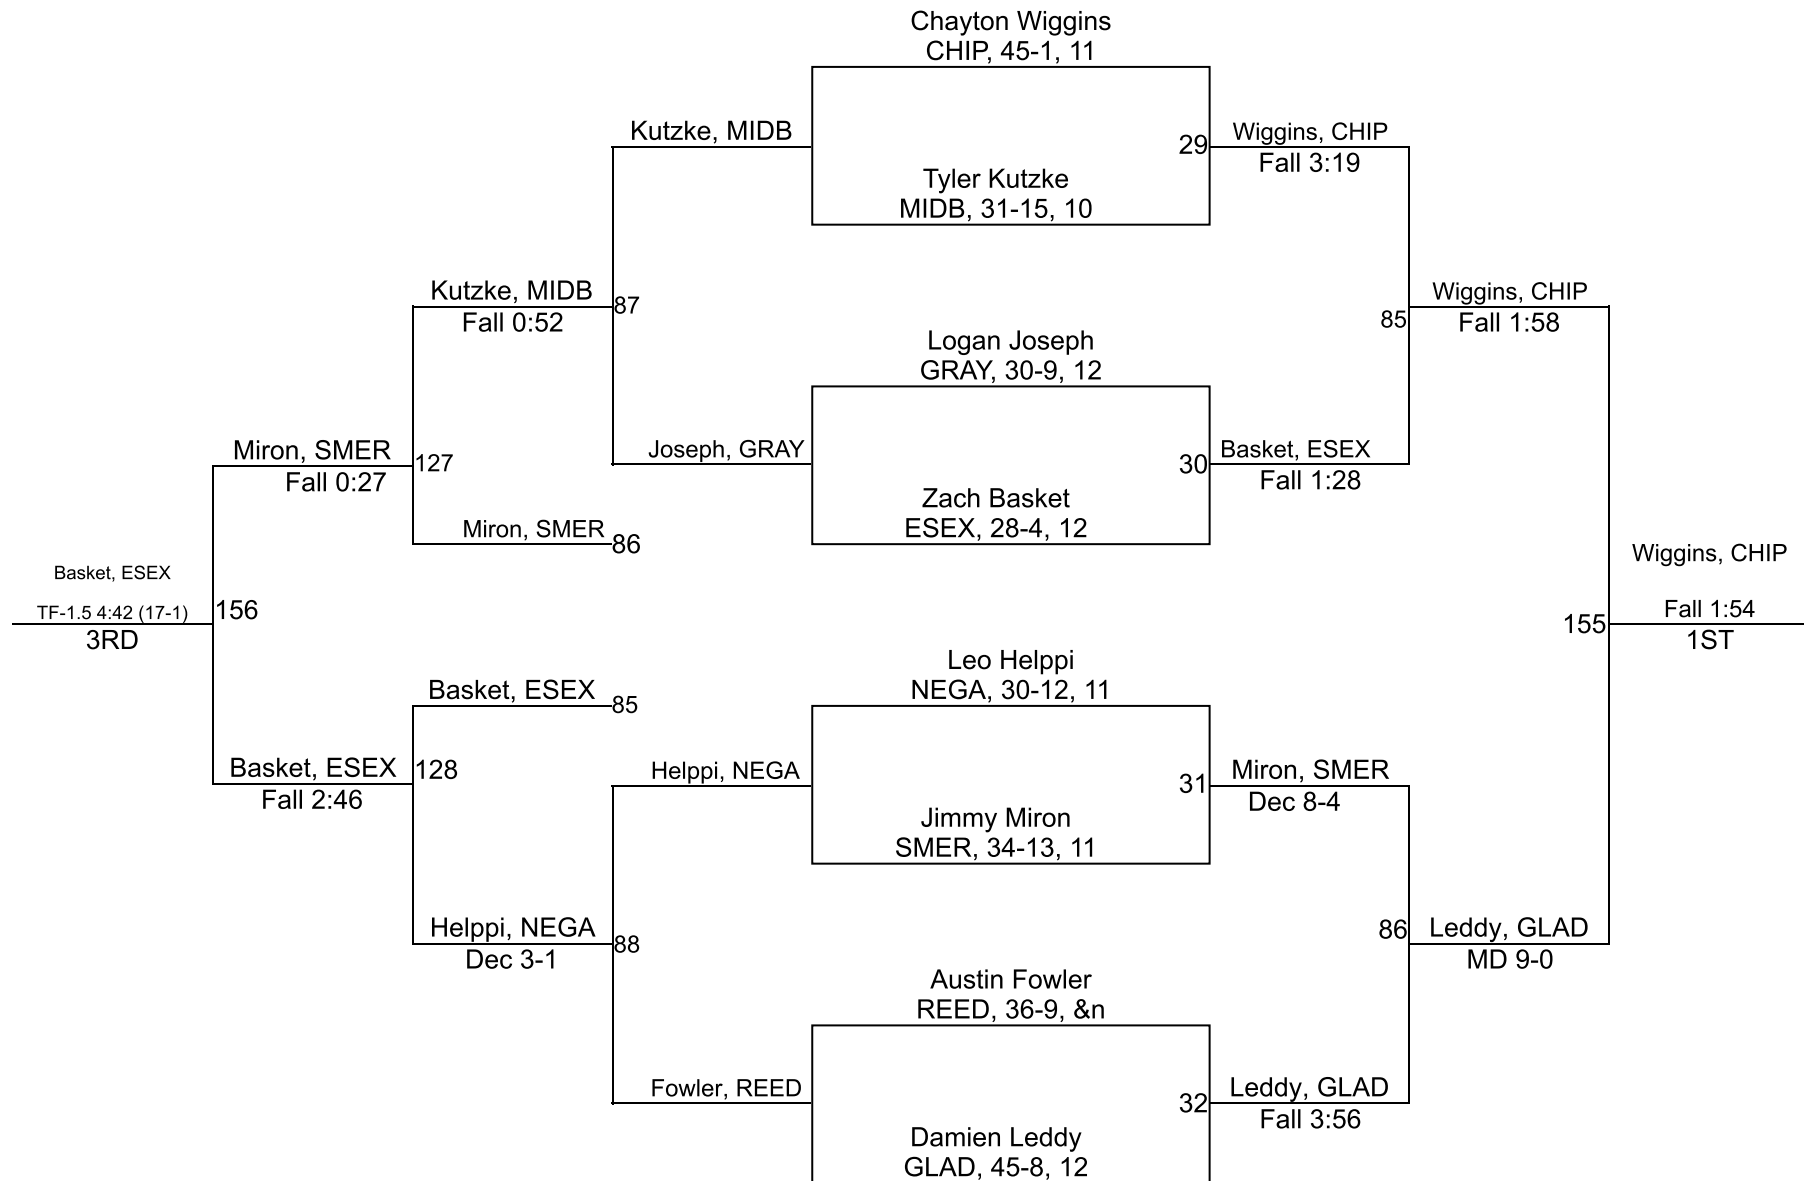 Chayton Wiggins
CHIP, 45-1, 11
Kutzke, MIDB
29
Wiggins, CHIP
Fall 3:19
Tyler Kutzke
MIDB, 31-15, 10
Kutzke, MIDB
Fall 0:52
87
85
Wiggins, CHIP
Fall 1:58
Logan Joseph
GRAY, 30-9, 12
Miron, SMER
Fall 0:27
127
Joseph, GRAY
30
Basket, ESEX
Fall 1:28
Zach Basket
ESEX, 28-4, 12
Miron, SMER
86
Basket, ESEX
TF-1.5 4:42 (17-1)
3RD
156
155
Wiggins, CHIP
Fall 1:54
1ST
Leo Helppi
NEGA, 30-12, 11
Basket, ESEX
85
Basket, ESEX
Fall 2:46
128
Helppi, NEGA
31
Miron, SMER
Dec 8-4
Jimmy Miron
SMER, 34-13, 11
Helppi, NEGA
Dec 3-1
88
86
Leddy, GLAD
MD 9-0
Austin Fowler
REED, 36-9, &n
Fowler, REED
32
Leddy, GLAD
Fall 3:56
Damien Leddy
GLAD, 45-8, 12